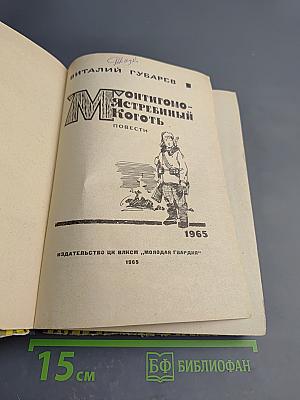 ВИТАЛИЙ ГУБАРЕВ
МОНТИГОМО-
ЯСТРЕБИНЫЙ
КОГОТЬ
ПОВЕСТИ
1965
ИЗДАТЕЛЬСТВО ЦК ВЛКСМ „МОЛОДАЯ ГВАРДИЯ“
1965
15 СМ
БФ БИБЛИОФАН